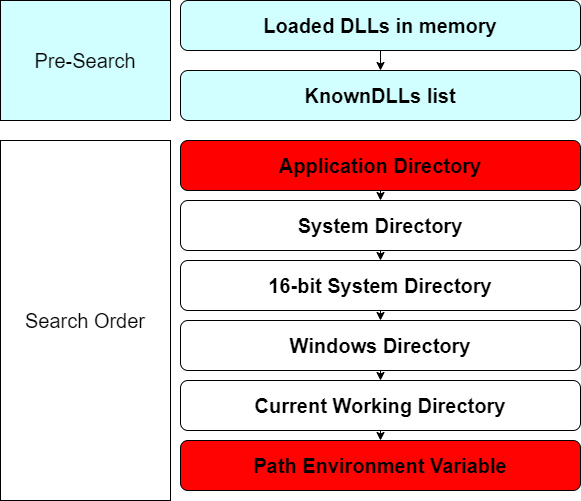 Pre-Search
Loaded DLLs in memory
KnownDLLs list
Search Order
Application Directory
System Directory
16-bit System Directory
Windows Directory
Current Working Directory
Path Environment Variable